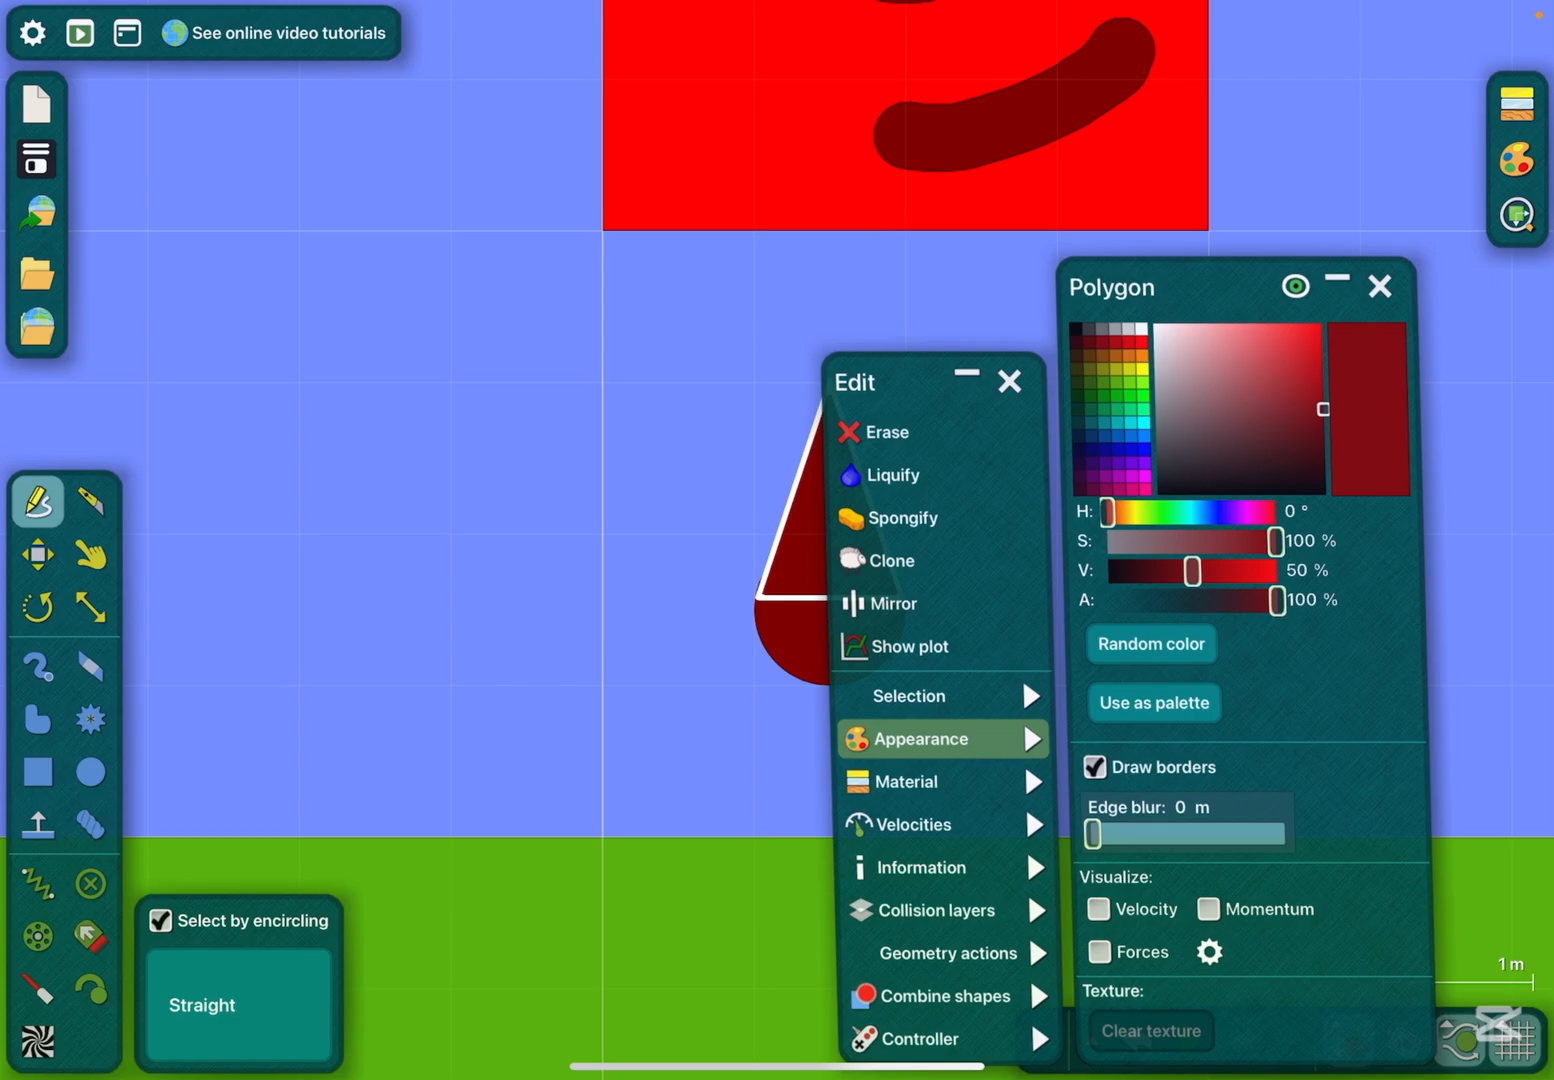 See online video tutorials
Polygon
Edit
Erase
Liquify
Spongify
Clone
Mirror
Show plot
Selection
Appearance
Material
Velocities
Information
Collision layers
Geometry actions
Combine shapes
Controller
H: 0 °
S: 100 %
V: 50 %
A: 100 %
Random color
Use as palette
Draw borders
Edge blur: 0 m
Visualize:
Velocity Momentum
Forces
Texture:
Clear texture
Select by encircling
Straight
1 m